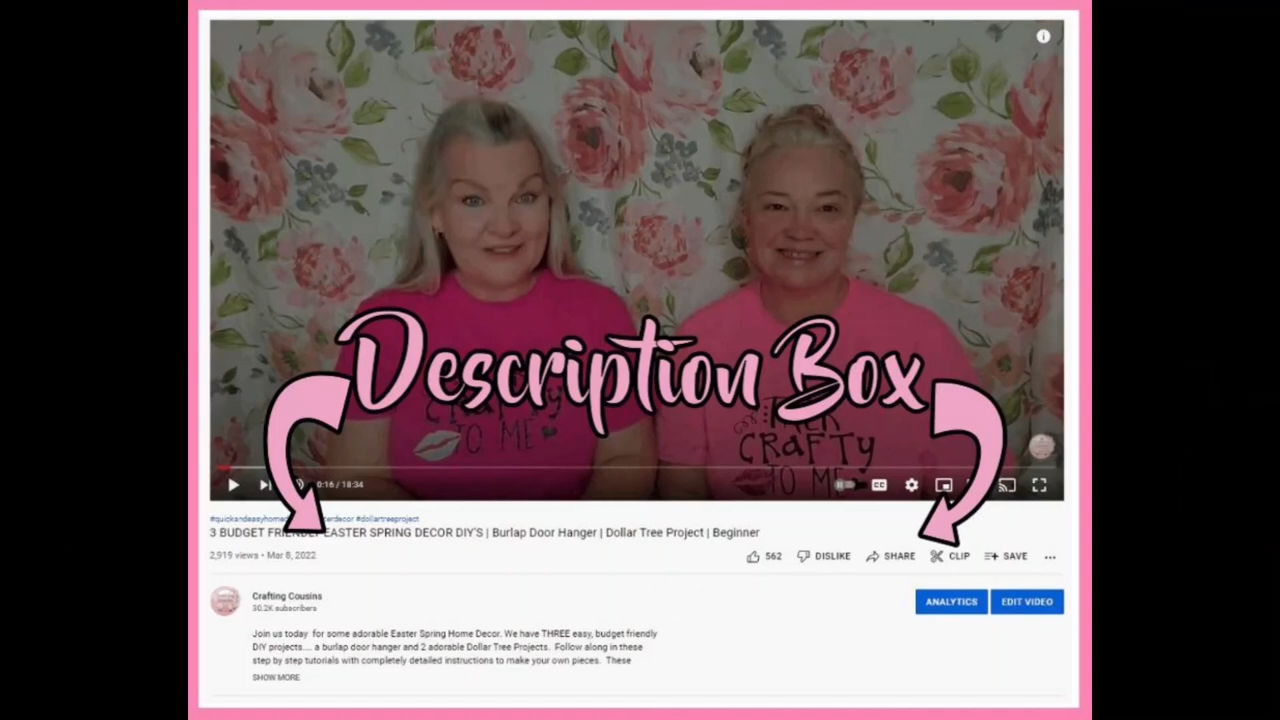 Description Box
CRAFTY
TO ME
TALK
CRAFTY
TO ME
0:16 / 18:34
CC
#dollartreeproject
3 BUDGET FRIENDLY EASTER SPRING DECOR DIY'S | Burlap Door Hanger | Dollar Tree Project | Beginner
2,919 views • Mar 8, 2022
562 DISLIKE SHARE CLIP SAVE
Crafting Cousins
30.2K subscribers
ANALYTICS EDIT VIDEO
Join us today for some adorable Easter Spring Home Decor. We have THREE easy, budget friendly
DIY projects.... a burlap door hanger and 2 adorable Dollar Tree Projects. Follow along in these
step by step tutorials with completely detailed instructions to make your own pieces. These
SHOW MORE